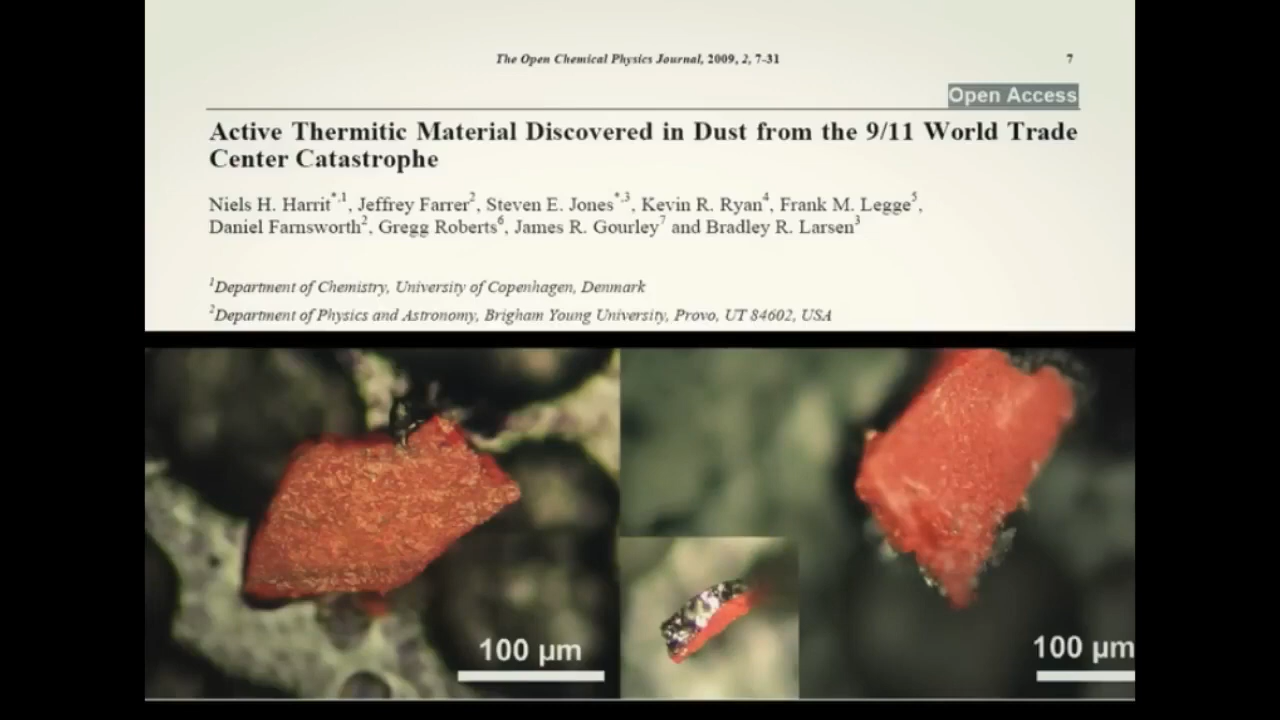 The Open Chemical Physics Journal, 2009, 2, 7-31
7
Open Access
Active Thermitic Material Discovered in Dust from the 9/11 World Trade
Center Catastrophe
Niels H. Harrit*,1, Jeffrey Farrer2, Steven E. Jones*,3, Kevin R. Ryan4, Frank M. Legge5,
Daniel Farnsworth2, Gregg Roberts6, James R. Gourley7 and Bradley R. Larsen3
1Department of Chemistry, University of Copenhagen, Denmark
2Department of Physics and Astronomy, Brigham Young University, Provo, UT 84602, USA
100 µm
100 µm